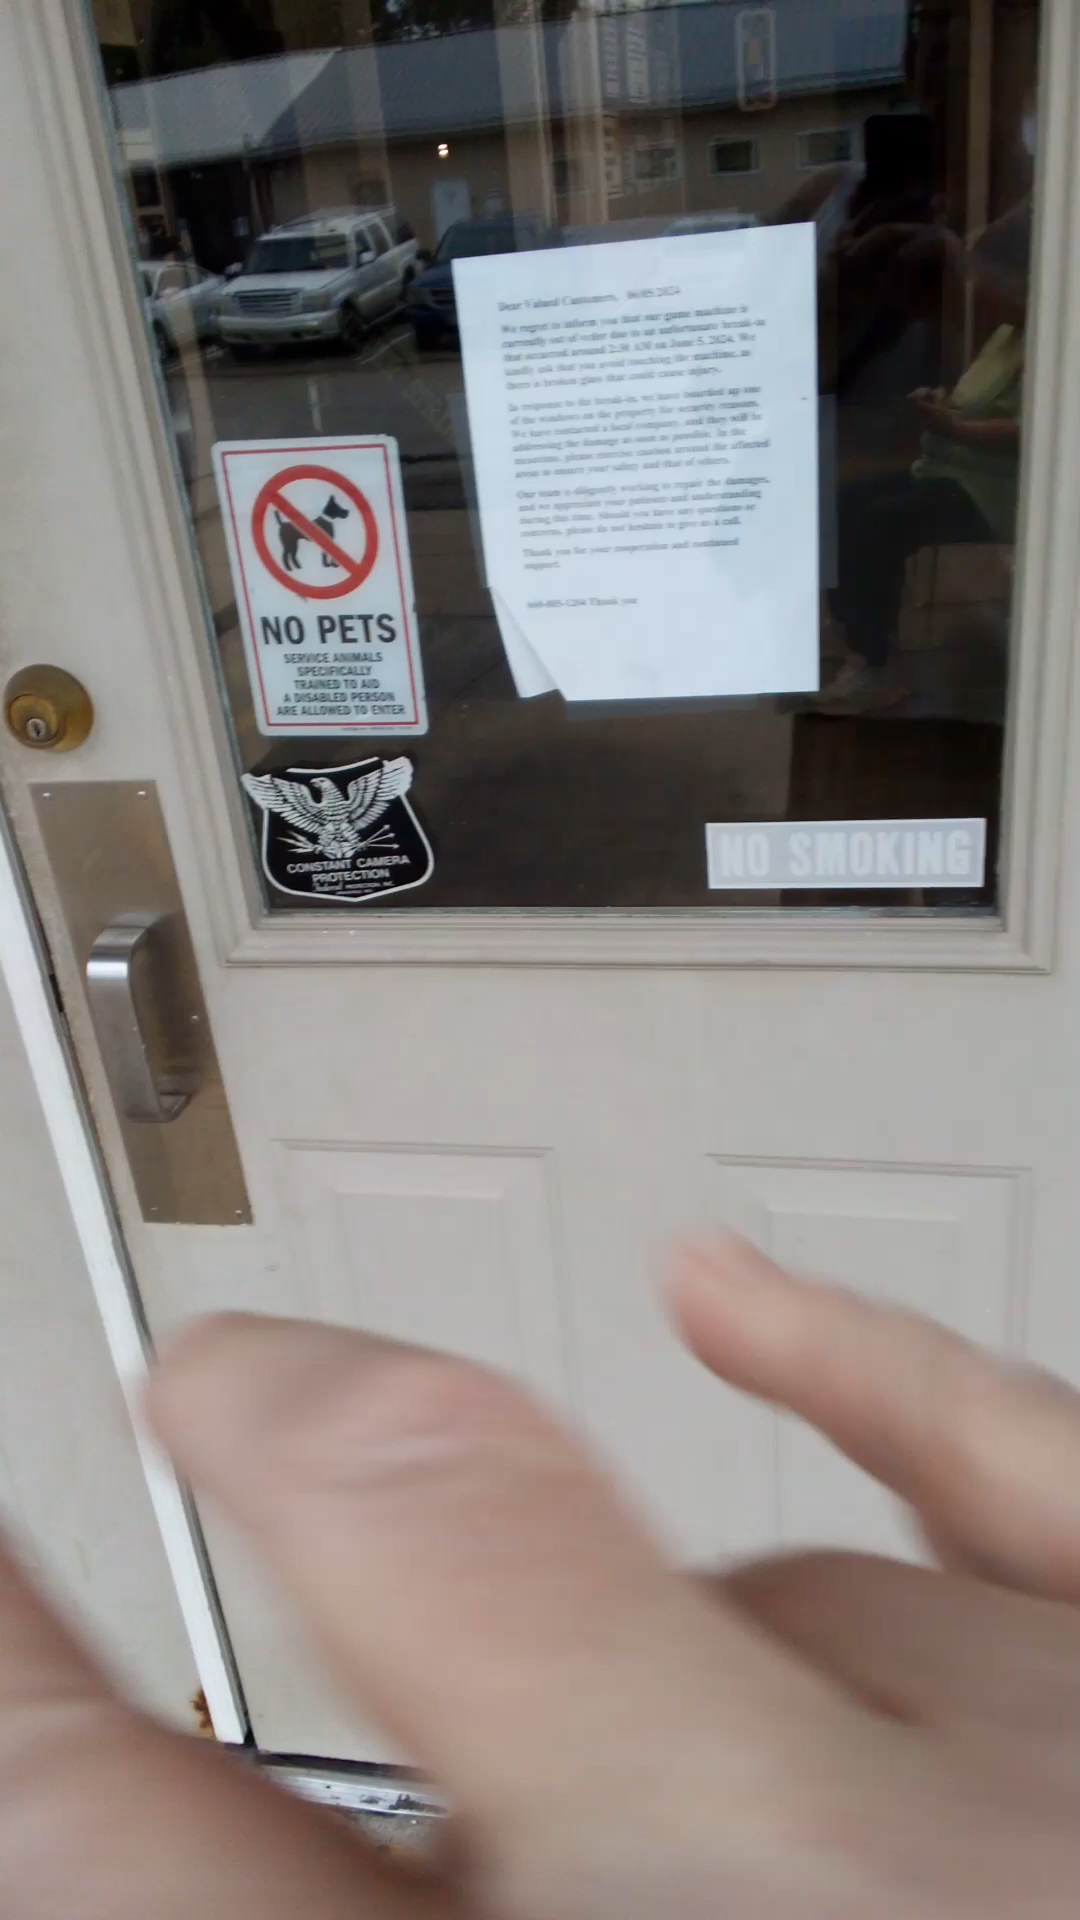 Dear Valued Customers, 06/05/2024
We regret to inform you that our game machine is
currently out of order due to an unfortunate break-in
that occurred around 2:30 AM on June 5, 2024. We
kindly ask that you avoid touching the machine, as
there is broken glass that could cause injury.
In response to the break-in, we have boarded up one
of the windows on the property for security reasons.
We have contacted a local company, and they will be
addressing the damage as soon as possible. In the
meantime, please exercise caution around the affected
areas to ensure your safety and that of others.
Our team is diligently working to repair the damages,
and we appreciate your patience and understanding
during this time. Should you have any questions or
concerns, please do not hesitate to give us a call.
Thank you for your cooperation and continued
support.
Thank you
NO PETS
SERVICE ANIMALS
SPECIFICALLY
TRAINED TO AID
A DISABLED PERSON
ARE ALLOWED TO ENTER
CONSTANT CAMERA
PROTECTION
Federal PROTECTION, INC.
NO SMOKING